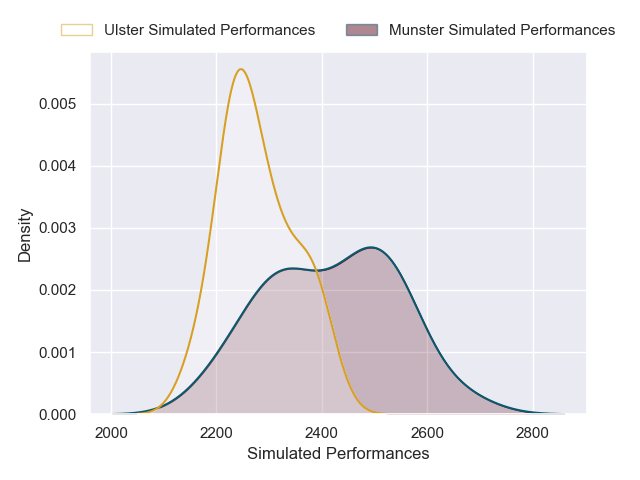 Ulster Simulated Performances
Munster Simulated Performances
Density
0.005
0.004
0.003
0.002
0.001
0.000
2000 2200 2400 2600 2800
Simulated Performances